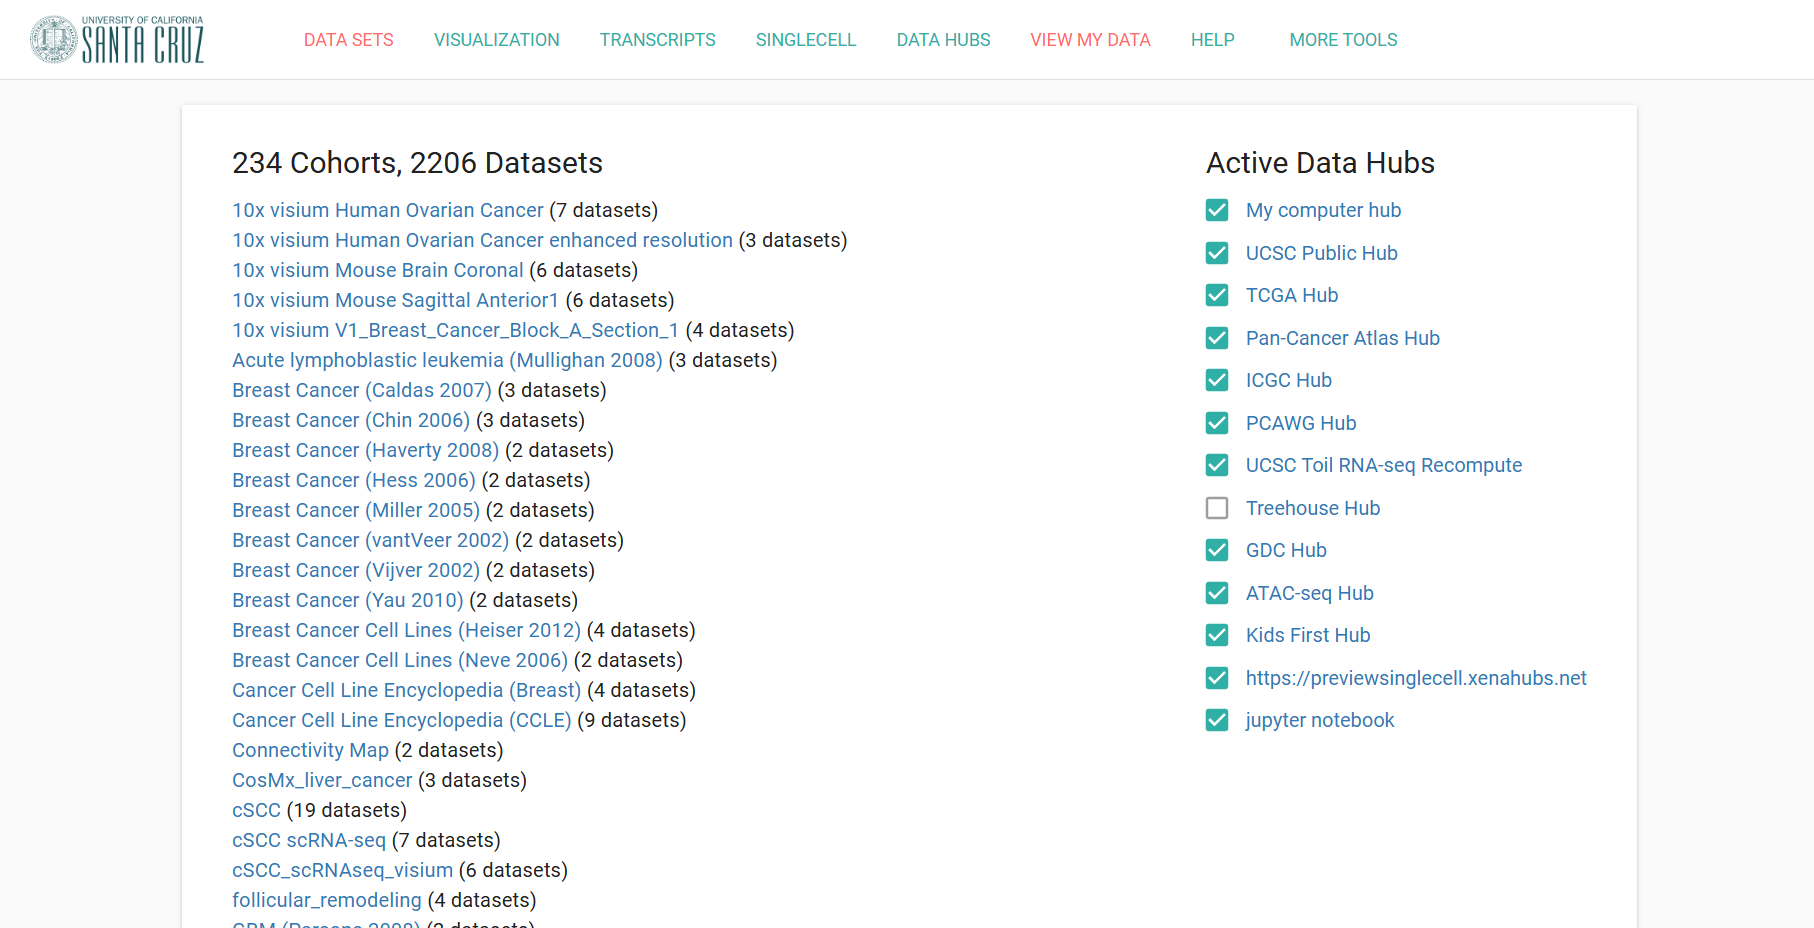 UNIVERSITY OF CALIFORNIA
SANTA CRUZ
DATA SETS VISUALIZATION TRANSCRIPTS SINGLECELL DATA HUBS VIEW MY DATA HELP MORE TOOLS
234 Cohorts, 2206 Datasets
10x visium Human Ovarian Cancer (7 datasets)
10x visium Human Ovarian Cancer enhanced resolution (3 datasets)
10x visium Mouse Brain Coronal (6 datasets)
10x visium Mouse Sagittal Anterior1 (6 datasets)
10x visium V1_Breast_Cancer_Block_A_Section_1 (4 datasets)
Acute lymphoblastic leukemia (Mullighan 2008) (3 datasets)
Breast Cancer (Caldas 2007) (3 datasets)
Breast Cancer (Chin 2006) (3 datasets)
Breast Cancer (Haverty 2008) (2 datasets)
Breast Cancer (Hess 2006) (2 datasets)
Breast Cancer (Miller 2005) (2 datasets)
Breast Cancer (vantVeer 2002) (2 datasets)
Breast Cancer (Vijver 2002) (2 datasets)
Breast Cancer (Yau 2010) (2 datasets)
Breast Cancer Cell Lines (Heiser 2012) (4 datasets)
Breast Cancer Cell Lines (Neve 2006) (2 datasets)
Cancer Cell Line Encyclopedia (Breast) (4 datasets)
Cancer Cell Line Encyclopedia (CCLE) (9 datasets)
Connectivity Map (2 datasets)
CosMx_liver_cancer (3 datasets)
cSCC (19 datasets)
cSCC scRNA-seq (7 datasets)
cSCC_scRNAseq_visium (6 datasets)
follicular_remodeling (4 datasets)
Active Data Hubs
My computer hub
UCSC Public Hub
TCGA Hub
Pan-Cancer Atlas Hub
ICGC Hub
PCAWG Hub
UCSC Toil RNA-seq Recompute
Treehouse Hub
GDC Hub
ATAC-seq Hub
Kids First Hub
https://previewsinglecell.xenahubs.net
jupyter notebook